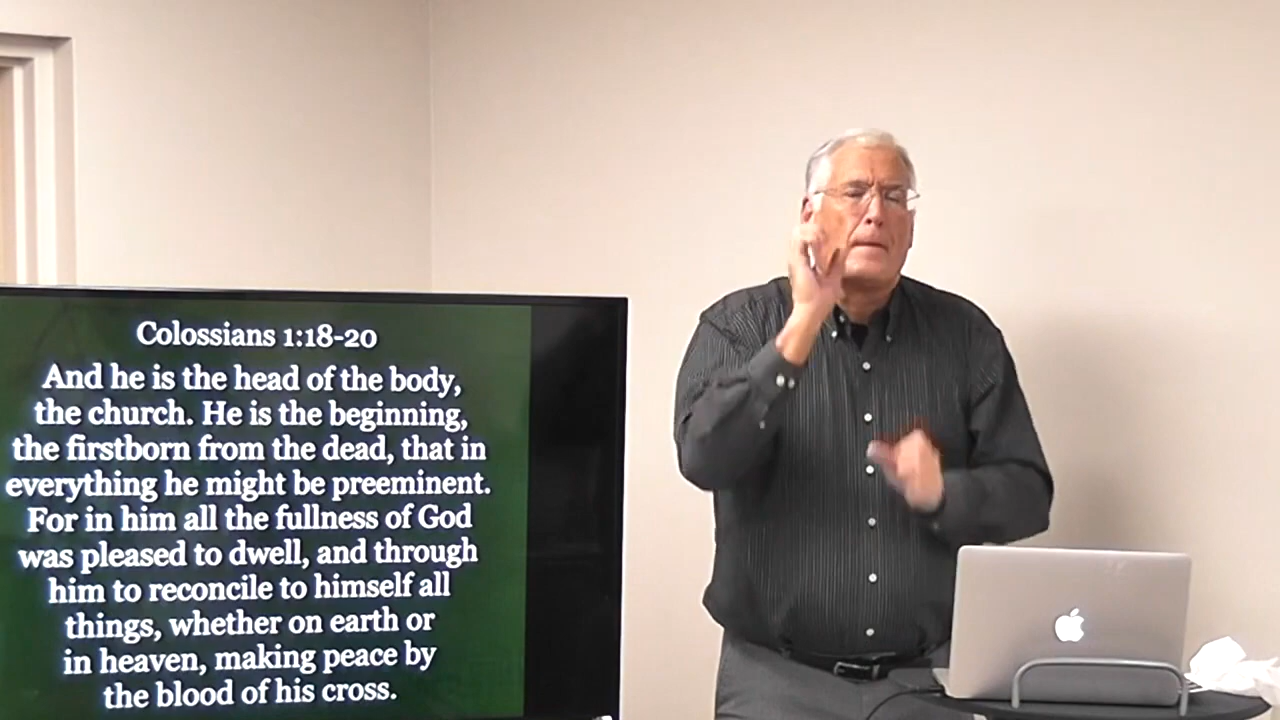 Colossians 1:18-20
And he is the head of the body,
the church. He is the beginning,
the firstborn from the dead, that in
everything he might be preeminent.
For in him all the fullness of God
was pleased to dwell, and through
him to reconcile to himself all
things, whether on earth or
in heaven, making peace by
the blood of his cross.